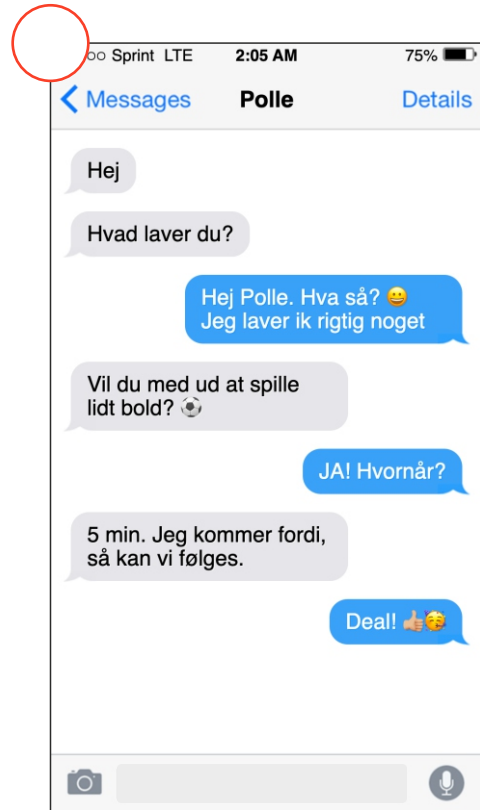 oo Sprint LTE 2:05 AM 75%
Messages Polle Details
Hej
Hvad laver du?
Hej Polle. Hva så? 😀
Jeg laver ik rigtig noget
Vil du med ud at spille
lidt bold? ⚽
JA! Hvornår?
5 min. Jeg kommer fordi,
så kan vi følges.
Deal! 👍🏼🥳